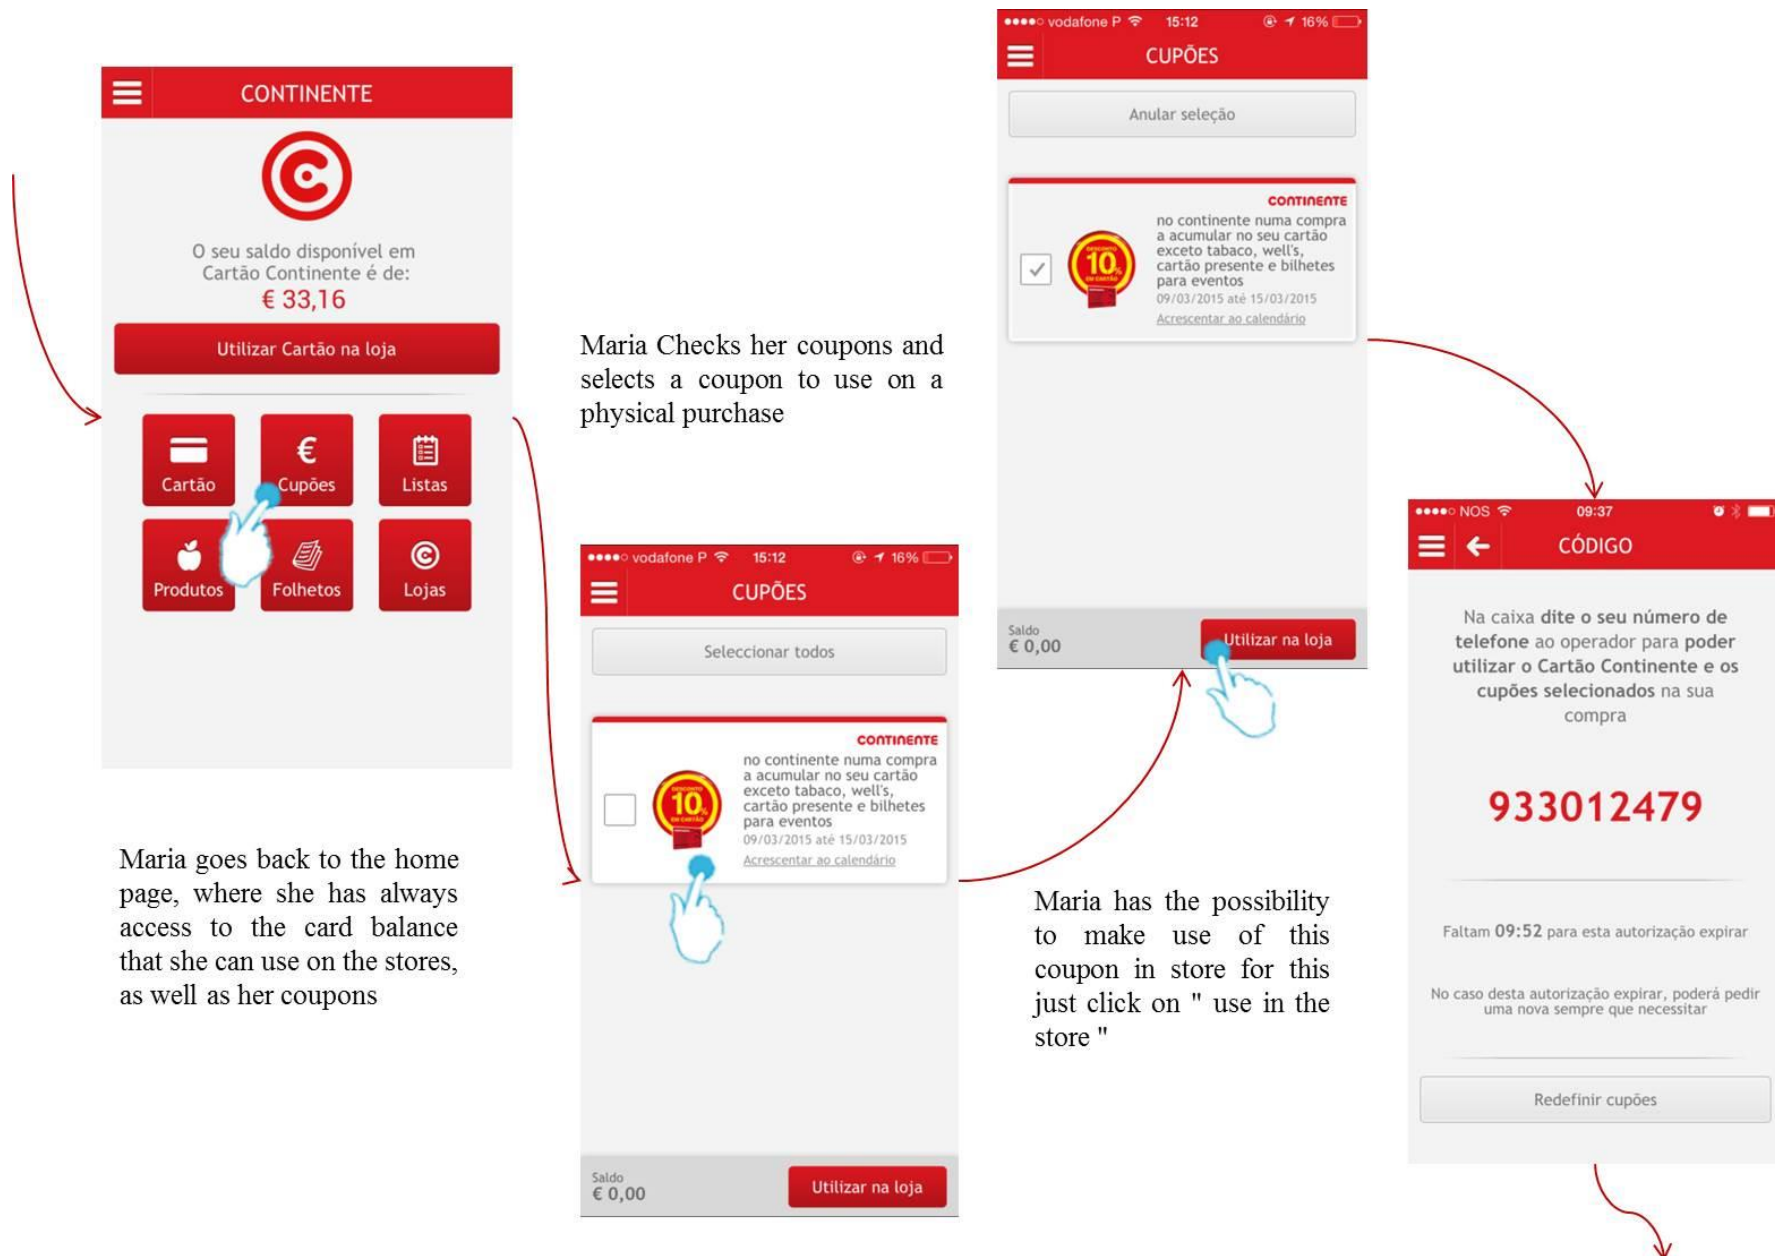 CONTINENTE
O seu saldo disponível em
Cartão Continente é de:
€ 33,16
Utilizar Cartão na loja
Cartão
€
Cupões
Listas
Produtos
Folhetos
Lojas
Maria goes back to the home
page, where she has always
access to the card balance
that she can use on the stores,
as well as her coupons
Maria Checks her coupons and
selects a coupon to use on a
physical purchase
vodafone P 15:12 16%
CUPÕES
Seleccionar todos
CONTINENTE
DESCONTO
10%
EM CARTÃO
no continente numa compra
a acumular no seu cartão
exceto tabaco, well's,
cartão presente e bilhetes
para eventos
09/03/2015 até 15/03/2015
Acrescentar ao calendário
Saldo
€ 0,00
Utilizar na loja
vodafone P 15:12 16%
CUPÕES
Anular seleção
CONTINENTE
DESCONTO
10%
EM CARTÃO
no continente numa compra
a acumular no seu cartão
exceto tabaco, well's,
cartão presente e bilhetes
para eventos
09/03/2015 até 15/03/2015
Acrescentar ao calendário
Saldo
€ 0,00
Utilizar na loja
Maria has the possibility
to make use of this
coupon in store for this
just click on " use in the
store "
NOS 09:37
CÓDIGO
Na caixa dite o seu número de
telefone ao operador para poder
utilizar o Cartão Continente e os
cupões selecionados na sua
compra
933012479
Faltam 09:52 para esta autorização expirar
No caso desta autorização expirar, poderá pedir
uma nova sempre que necessitar
Redefinir cupões